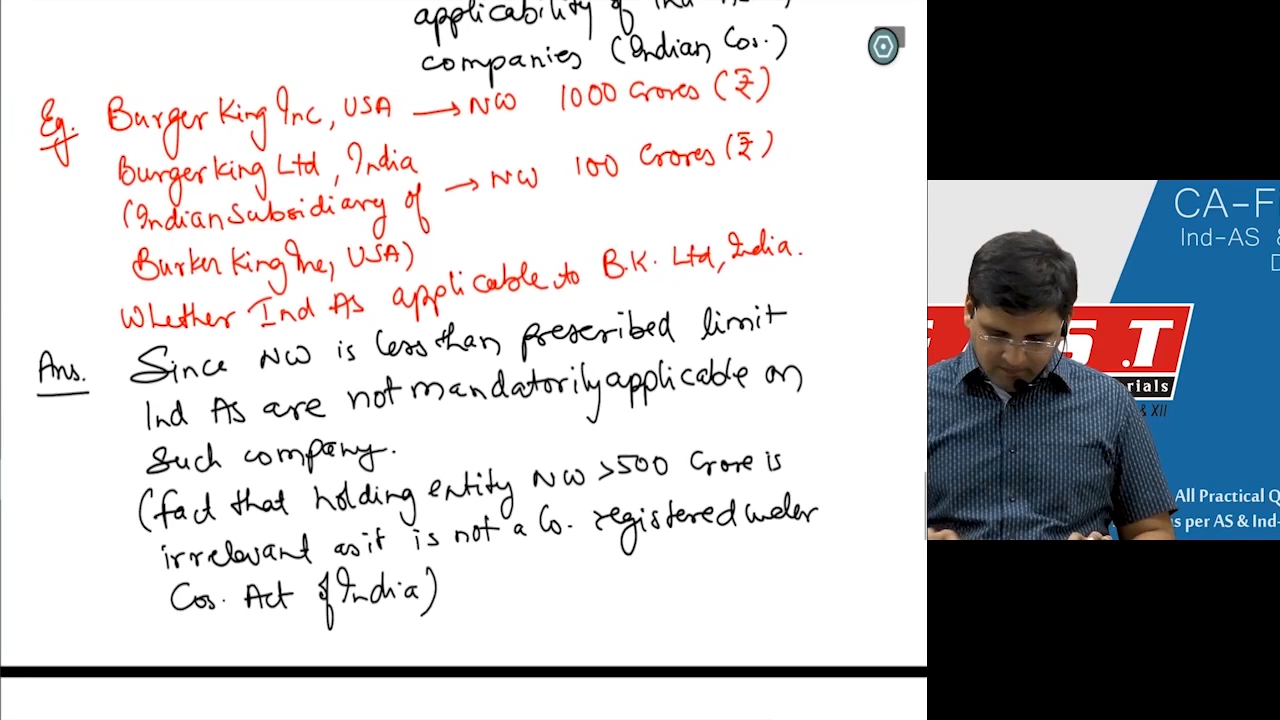 applicability of Ind
companies (Indian Cos.)
Eg. Burger King Inc, USA → NW 1000 Crores (₹)
Burger King Ltd, India
(Indian Subsidiary of → NW 100 Crores (₹)
Burker King Inc, USA)
Whether Ind AS applicable to B.K. Ltd, India.
Ans. Since NW is less than prescribed limit
Ind AS are not mandatorily applicable on
Such company.
(fact that holding entity NW >500 Crore is
irrelevant as it is not a Co. registered under
Cos. Act of India)
CA-F
Ind-AS &
D
S.T
rials
& XII
All Practical Q
s per AS & Ind-